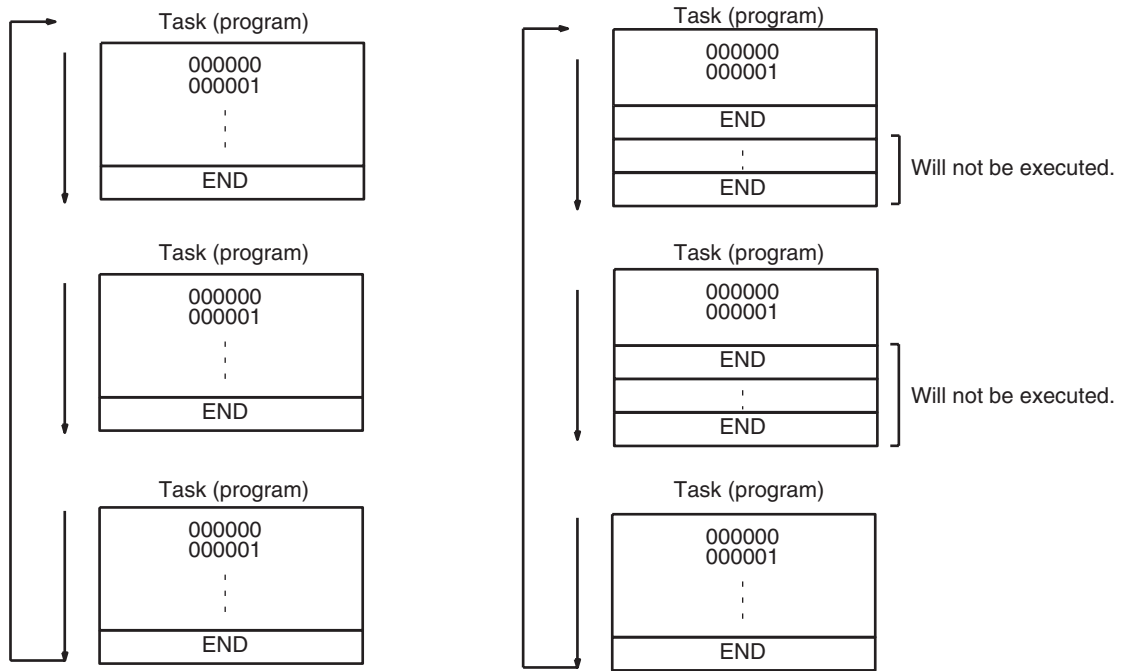 Task (program)
000000
000001
END
Task (program)
000000
000001
END
Task (program)
000000
000001
END
Task (program)
000000
000001
END
END
Will not be executed.
Task (program)
000000
000001
END
END
Will not be executed.
Task (program)
000000
000001
END